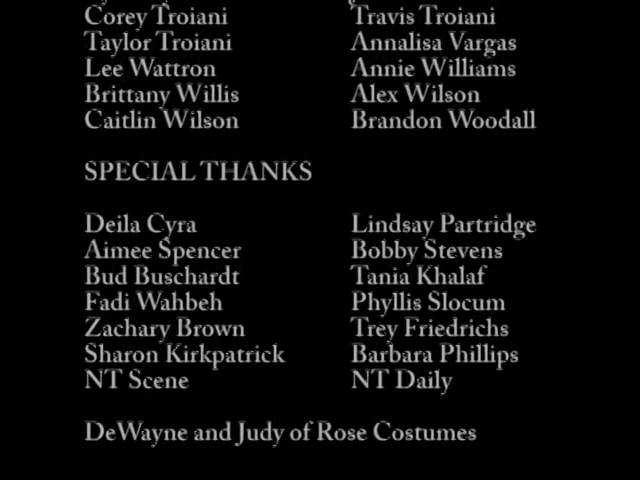 Corey Troiani Travis Troiani
Taylor Troiani Annalisa Vargas
Lee Wattron Annie Williams
Brittany Willis Alex Wilson
Caitlin Wilson Brandon Woodall
SPECIAL THANKS
Deila Cyra Lindsay Partridge
Aimee Spencer Bobby Stevens
Bud Buschardt Tania Khalaf
Fadi Wahbeh Phyllis Slocum
Zachary Brown Trey Friedrichs
Sharon Kirkpatrick Barbara Phillips
NT Scene NT Daily
DeWayne and Judy of Rose Costumes